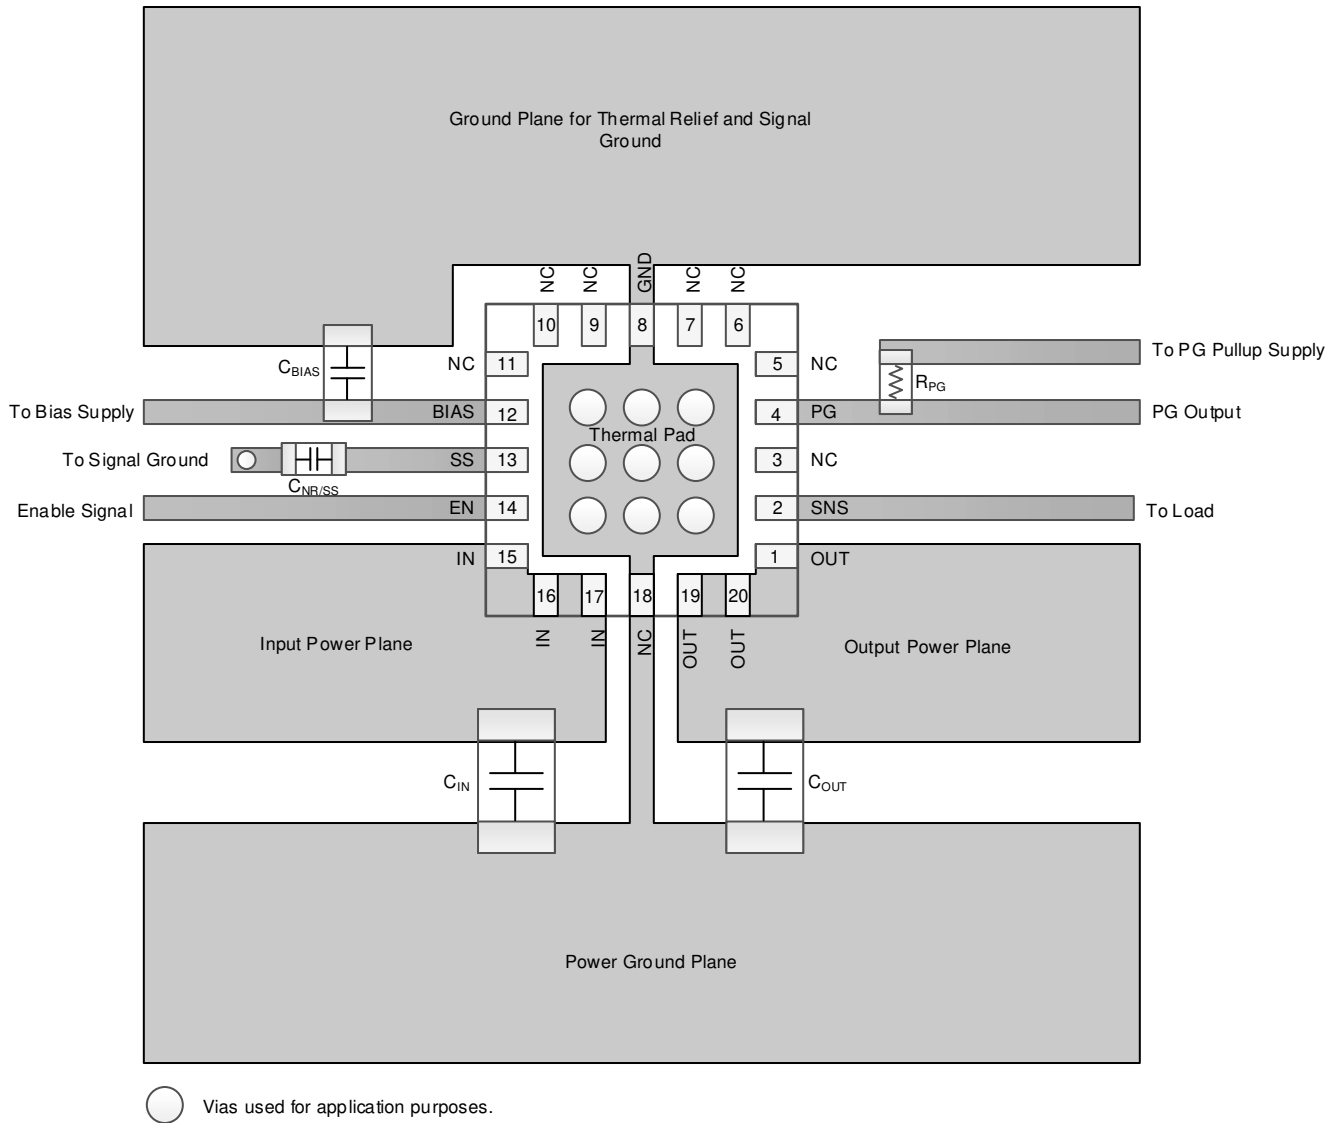 Ground Plane for Thermal Relief and Signal
Ground
NC
NC
GND
NC
NC
10
9
8
7
6
CBIAS
NC
11
5
NC
To PG Pullup Supply
RPG
To Bias Supply
BIAS
12
4
PG
PG Output
Thermal Pad
To Signal Ground
SS
13
3
NC
CNR/SS
Enable Signal
EN
14
2
SNS
To Load
IN
15
1
OUT
16
17
18
19
20
IN
IN
NC
OUT
OUT
Input Power Plane
Output Power Plane
CIN
COUT
Power Ground Plane
Vias used for application purposes.